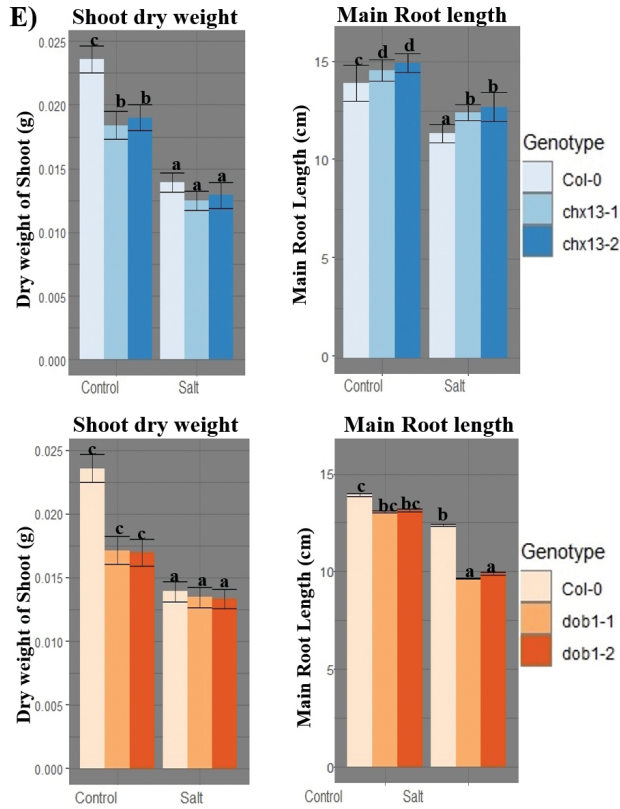 E)
Shoot dry weight
Main Root length
Dry weight of Shoot (g)
0.025
0.020
0.015
0.010
0.005
0.000
c
b
b
a
a
a
Control
Salt
Main Root Length (cm)
15
10
5
0
c
d
d
a
b
b
Control
Salt
Genotype
Col-0
chx13-1
chx13-2
Shoot dry weight
Main Root length
Dry weight of Shoot (g)
0.025
0.020
0.015
0.010
0.005
0.000
c
c
c
a
a
a
Control
Salt
Main Root Length (cm)
15
10
5
0
c
bc
bc
b
a
a
Control
Salt
Genotype
Col-0
dob1-1
dob1-2